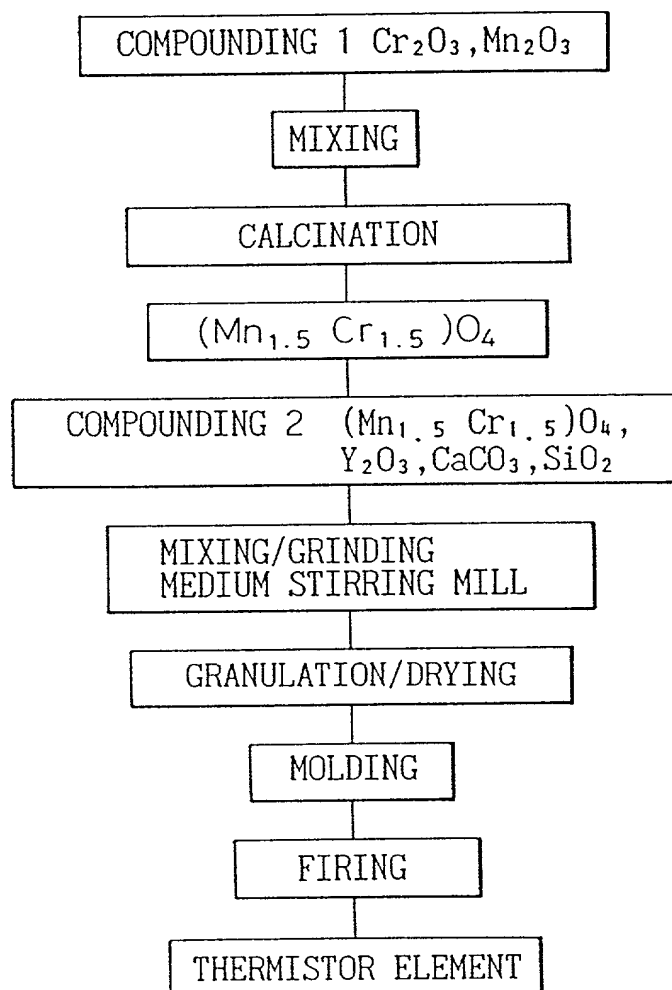 COMPOUNDING 1 Cr₂O₃,Mn₂O₃
MIXING
CALCINATION
(Mn₁.₅ Cr₁.₅ )O₄
COMPOUNDING 2 (Mn₁.₅ Cr₁.₅)O₄,
Y₂O₃,CaCO₃,SiO₂
MIXING/GRINDING
MEDIUM STIRRING MILL
GRANULATION/DRYING
MOLDING
FIRING
THERMISTOR ELEMENT